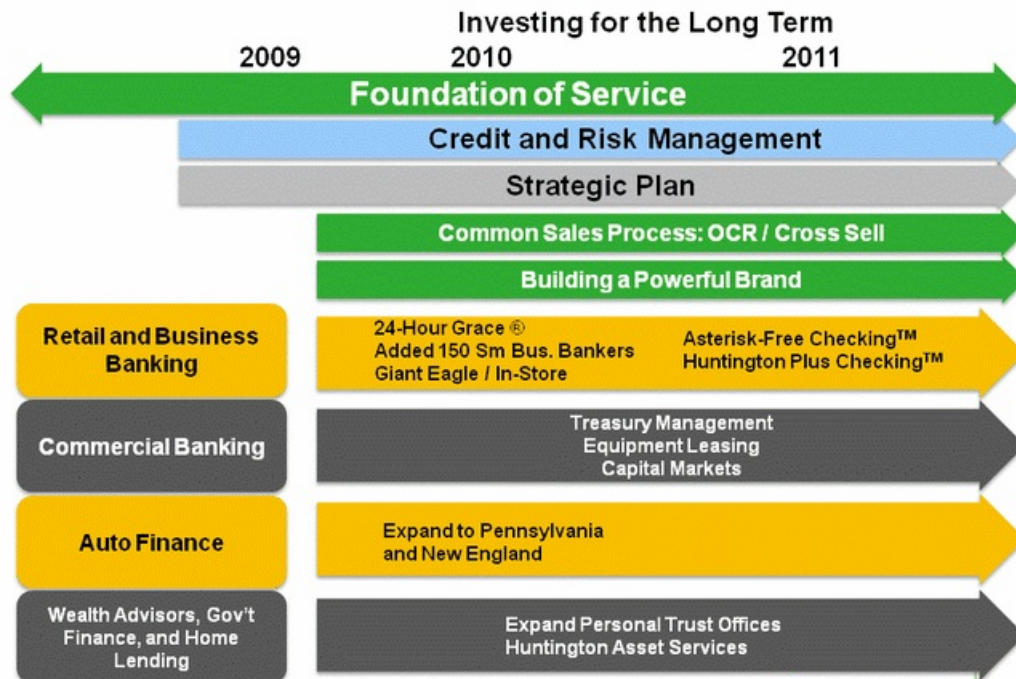 Investing for the Long Term
2009 2010 2011
Foundation of Service
Credit and Risk Management
Strategic Plan
Common Sales Process: OCR / Cross Sell
Building a Powerful Brand
Retail and Business
Banking
24-Hour Grace ®
Added 150 Sm Bus. Bankers
Giant Eagle / In-Store
Asterisk-Free Checking™
Huntington Plus Checking™
Commercial Banking
Treasury Management
Equipment Leasing
Capital Markets
Auto Finance
Expand to Pennsylvania
and New England
Wealth Advisors, Gov't
Finance, and Home
Lending
Expand Personal Trust Offices
Huntington Asset Services